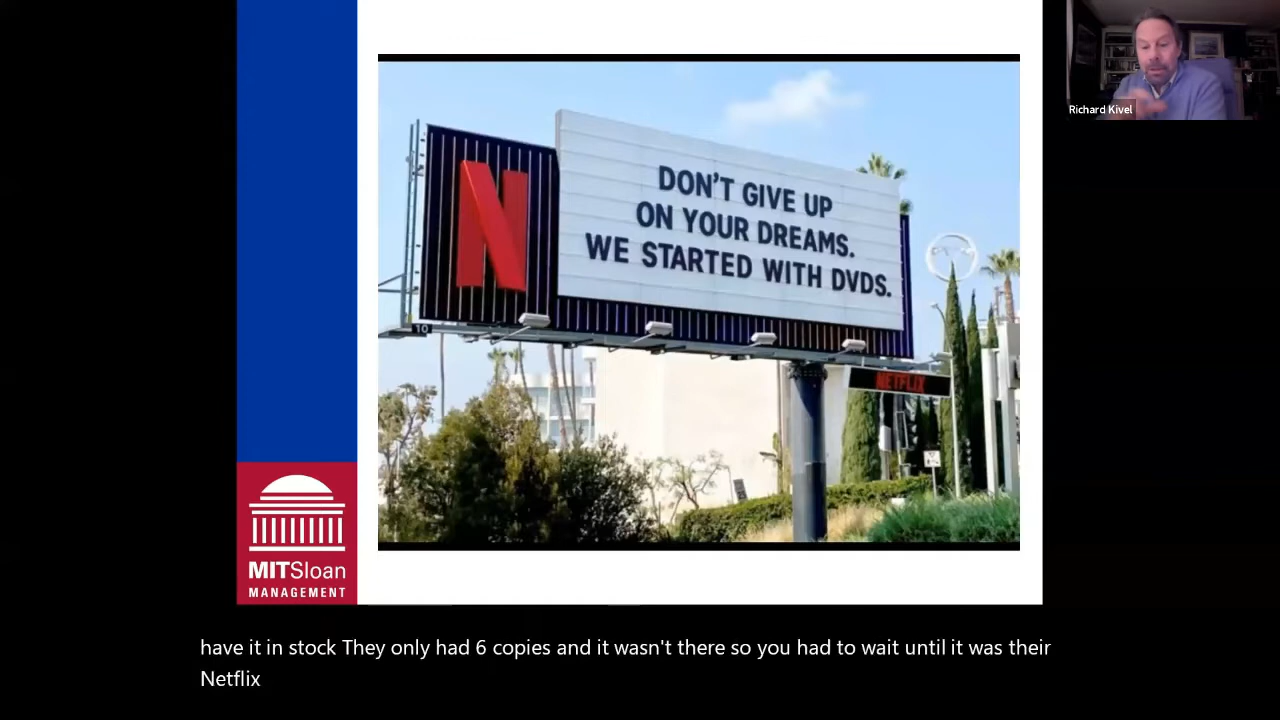 Richard Kivel
N
DON'T GIVE UP
ON YOUR DREAMS.
WE STARTED WITH DVDS.
10
NETFLIX
MITSloan
MANAGEMENT
have it in stock They only had 6 copies and it wasn't there so you had to wait until it was their
Netflix